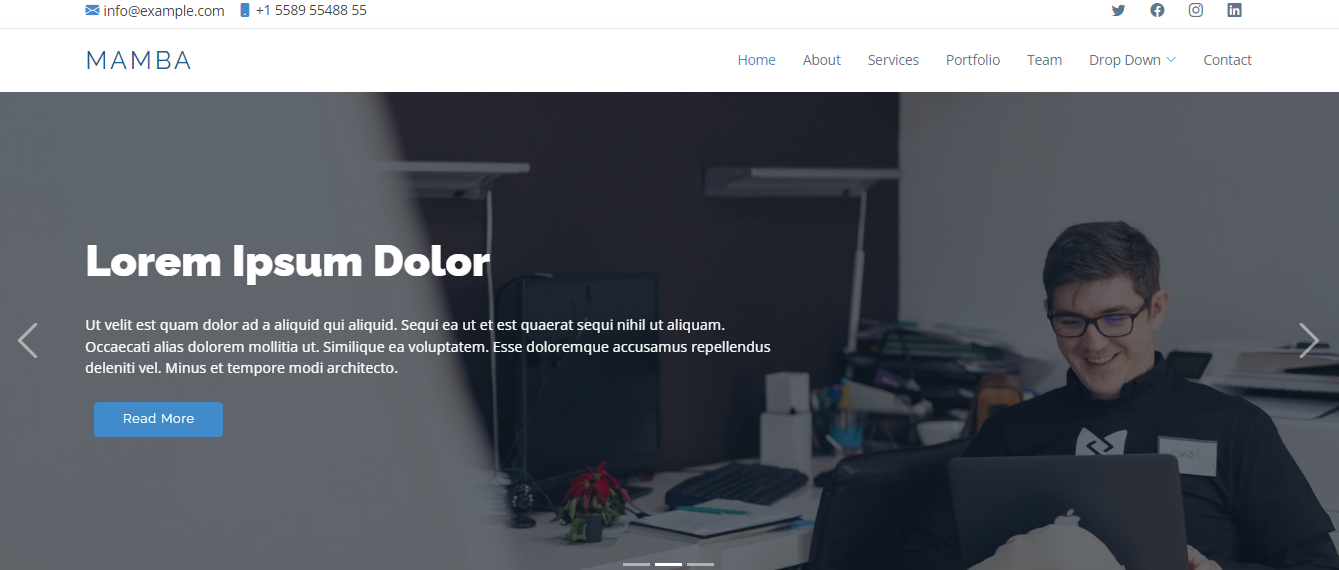 info@example.com +1 5589 55488 55
MAMBA
Home About Services Portfolio Team Drop Down Contact
Lorem Ipsum Dolor
Ut velit est quam dolor ad a aliquid qui aliquid. Sequi ea ut et est quaerat sequi nihil ut aliquam.
Occaecati alias dolorem mollitia ut. Similique ea voluptatem. Esse doloremque accusamus repellendus
deleniti vel. Minus et tempore modi architecto.
Read More